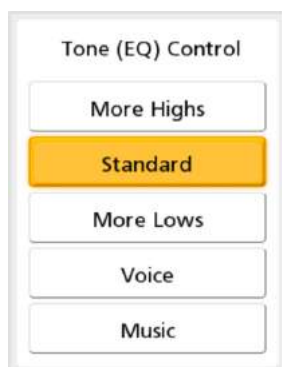 Tone (EQ) Control
More Highs
Standard
More Lows
Voice
Music